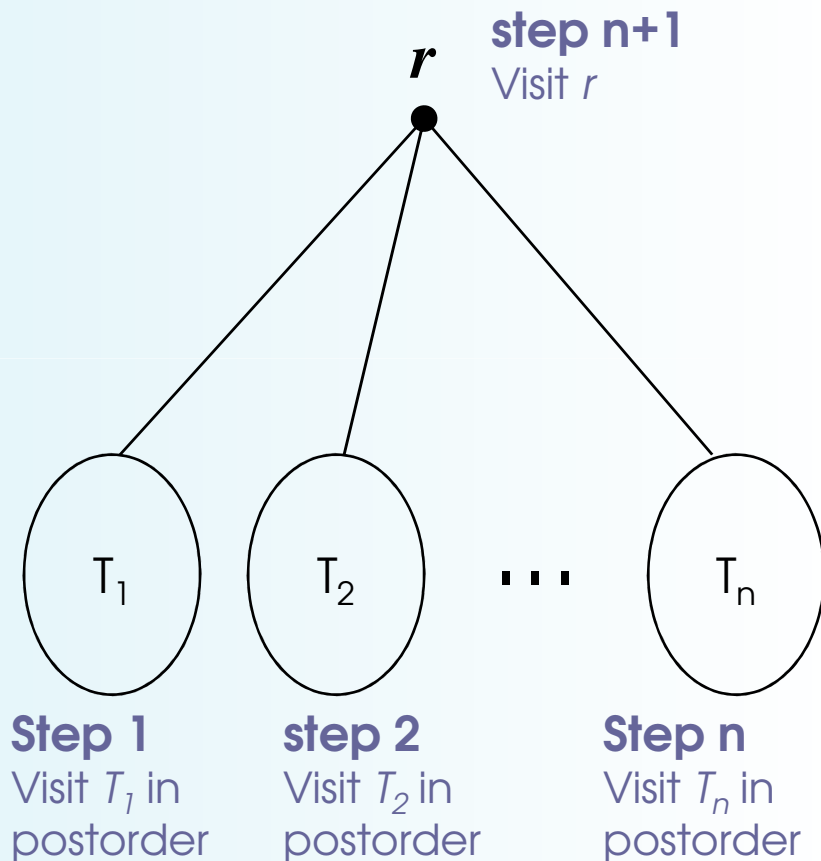 step n+1
Visit r
r
T₁
T₂
...
Tₙ
Step 1
Visit T₁ in
postorder
step 2
Visit T₂ in
postorder
Step n
Visit Tₙ in
postorder